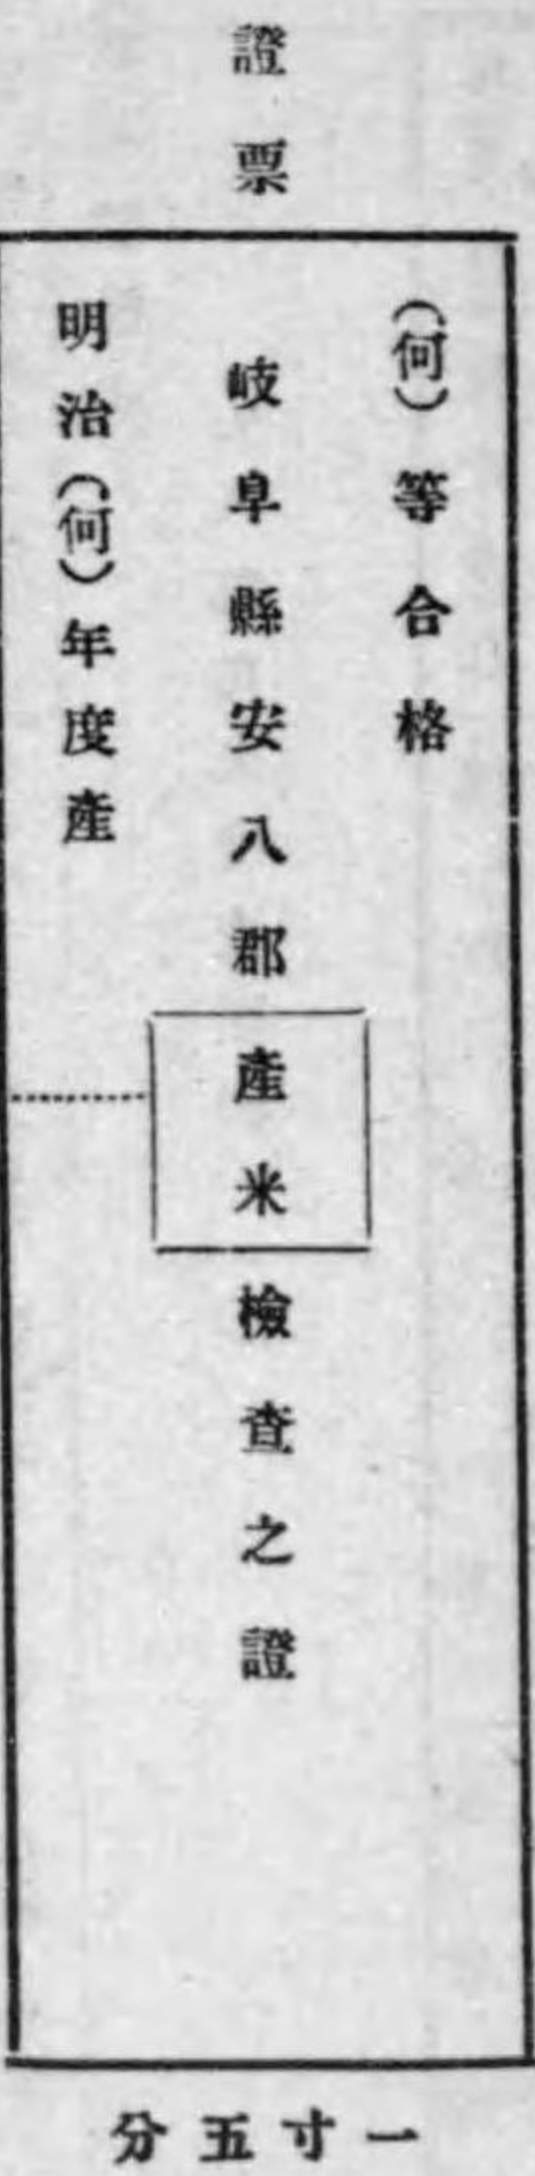 證票
(何)等合格
岐阜縣安八郡產米檢查之證
明治(何)年度產
一寸五分